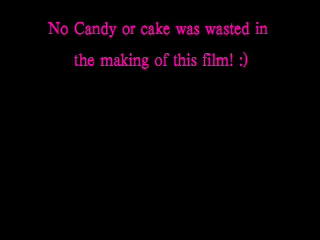 No Candy or cake was wasted in
the making of this film! :)